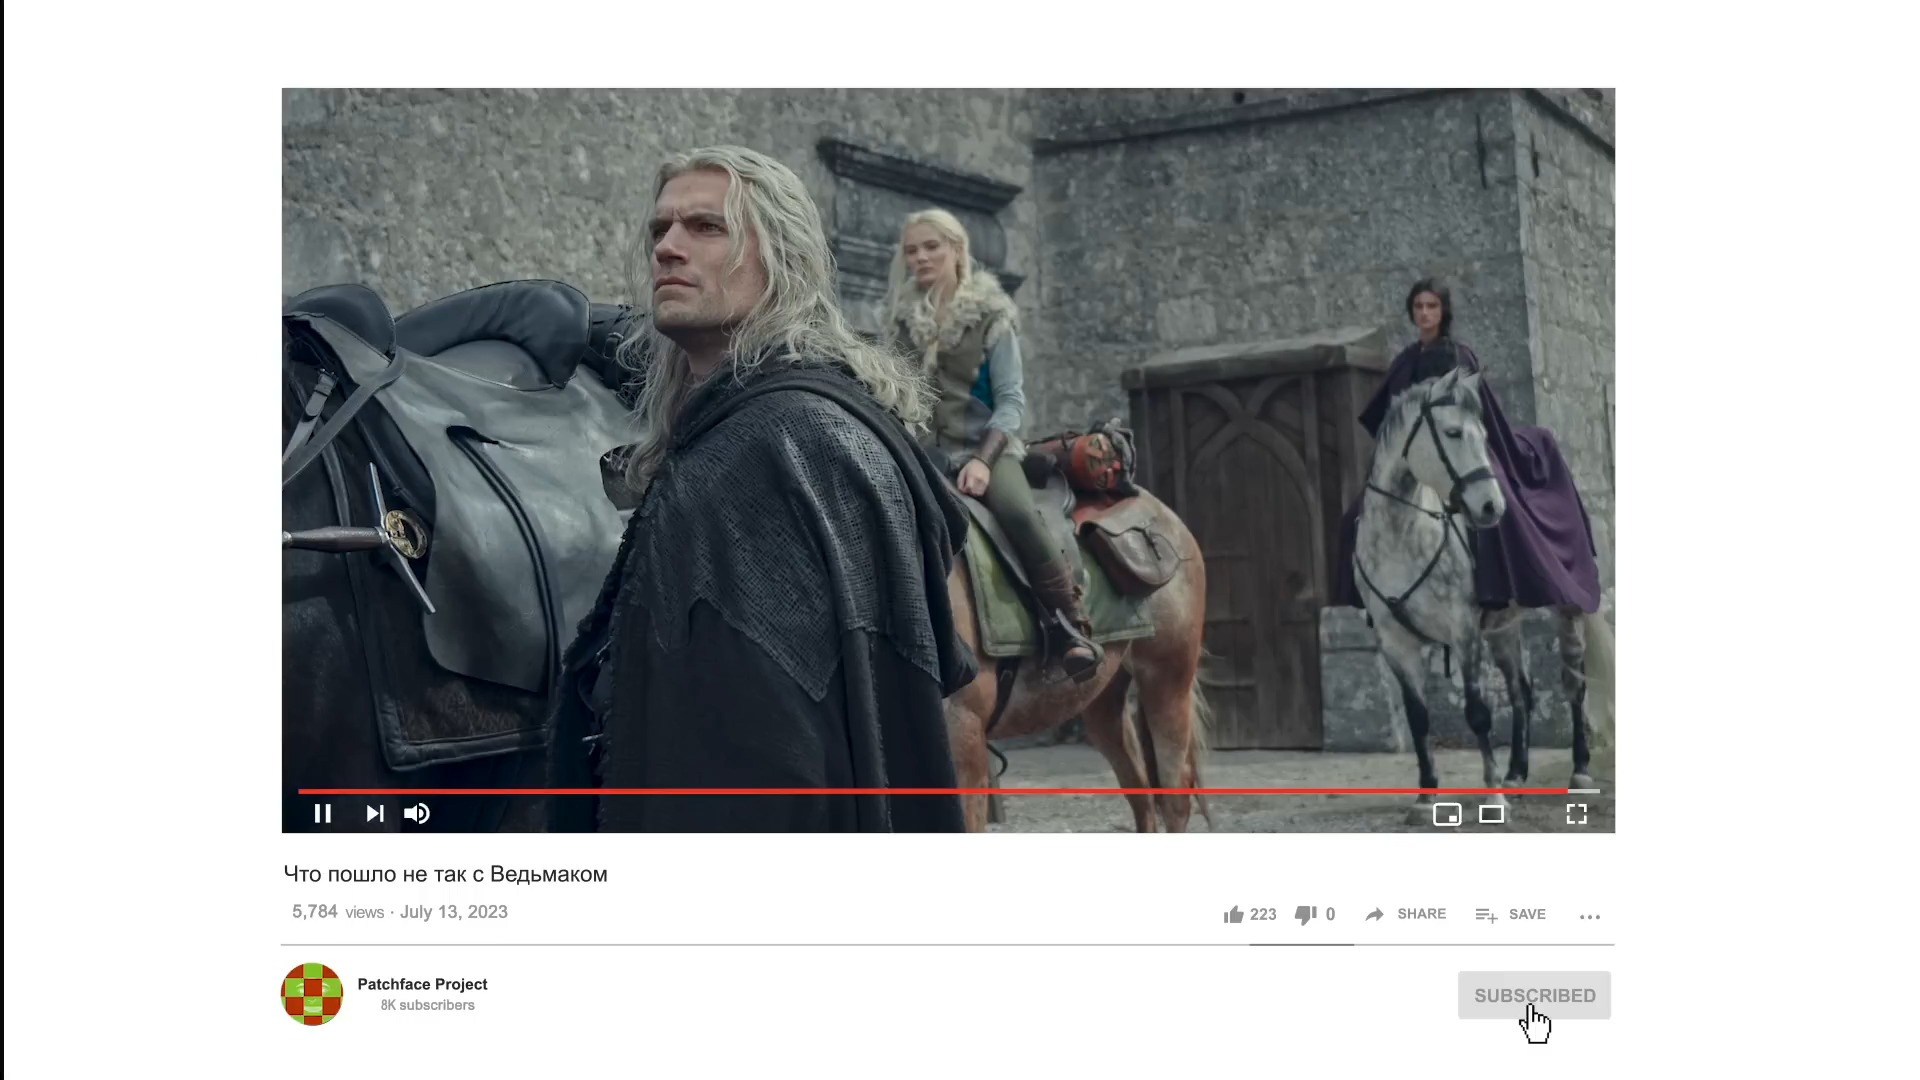 Что пошло не так с Ведьмаком
5,784 views · July 13, 2023
223 0 SHARE SAVE
Patchface Project
8K subscribers
SUBSCRIBED